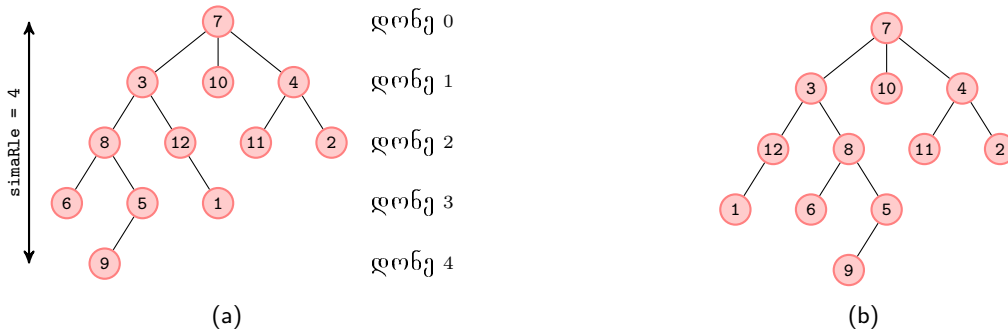 7
დონე 0
3 10 4
დონე 1
8 12 11 2
დონე 2
6 5 1
დონე 3
9
დონე 4
simaRle = 4
(a)
7
3 10 4
12 8 11 2
1 6 5
9
(b)